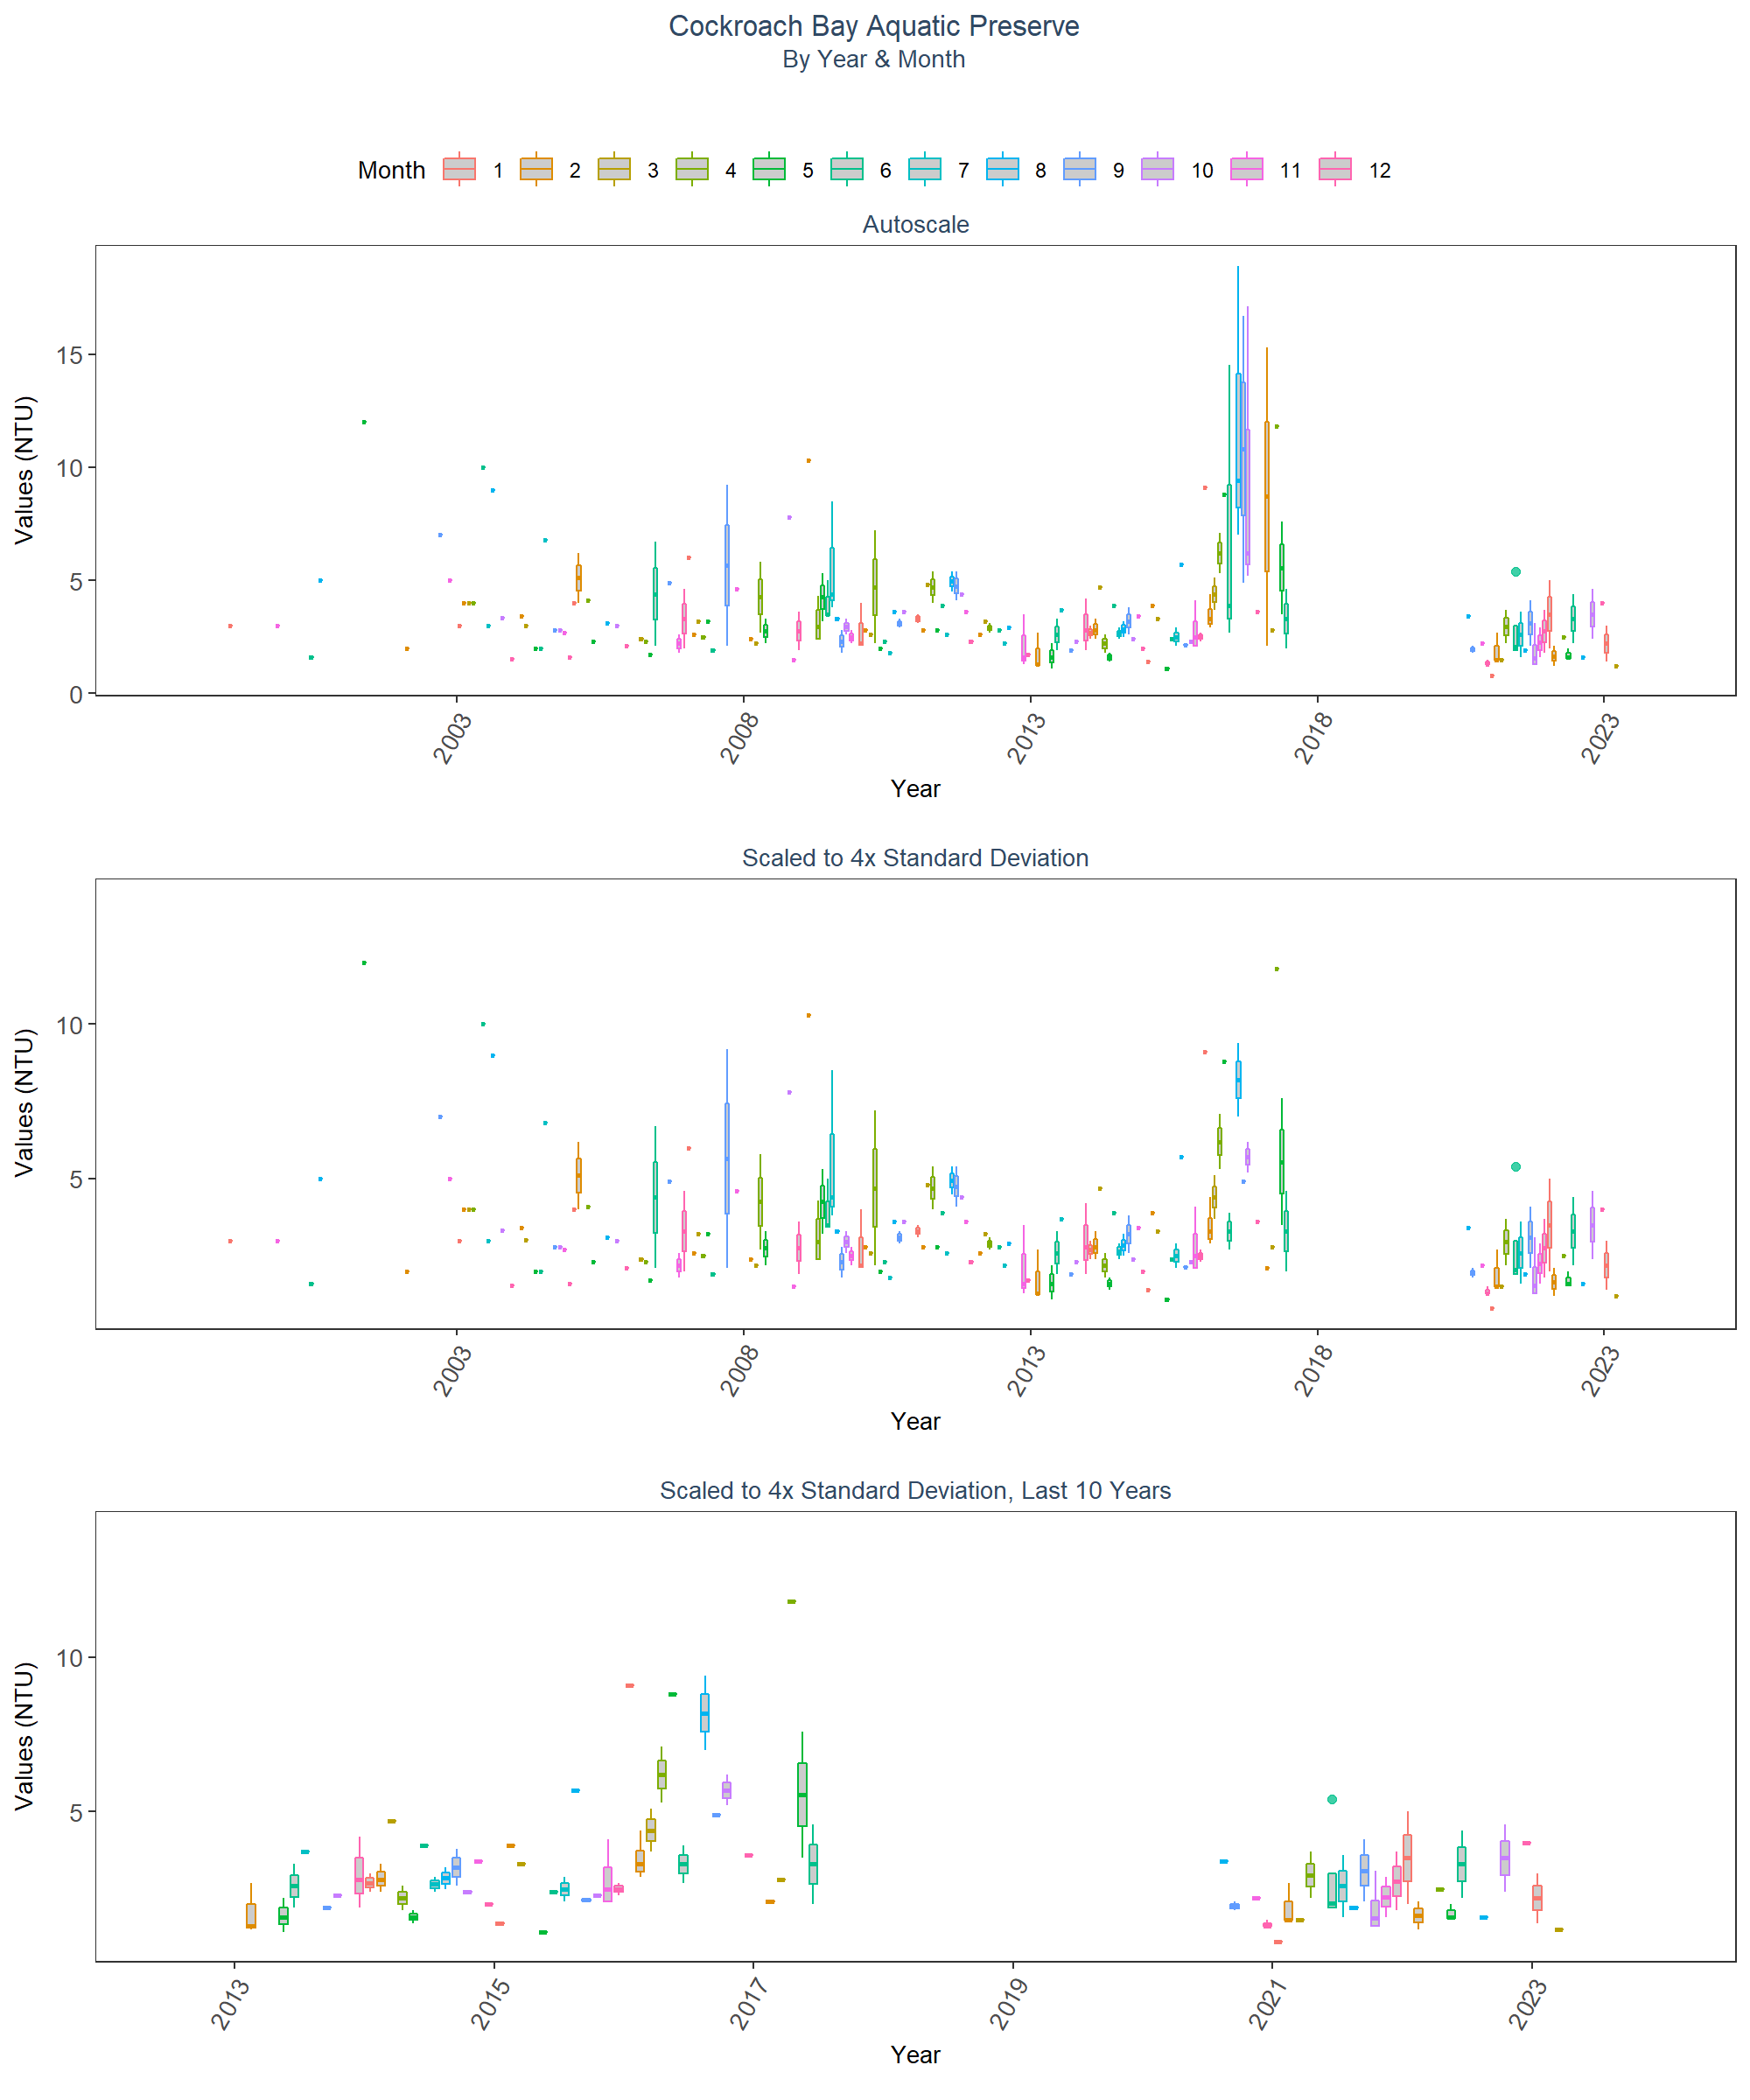 Cockroach Bay Aquatic Preserve
By Year & Month
Month 1 2 3 4 5 6 7 8 9 10 11 12
Autoscale
Values (NTU)
15
10
5
0
2003 2008 2013 2018 2023
Year
Scaled to 4x Standard Deviation
Values (NTU)
10
5
2003 2008 2013 2018 2023
Year
Scaled to 4x Standard Deviation, Last 10 Years
Values (NTU)
10
5
2013 2015 2017 2019 2021 2023
Year